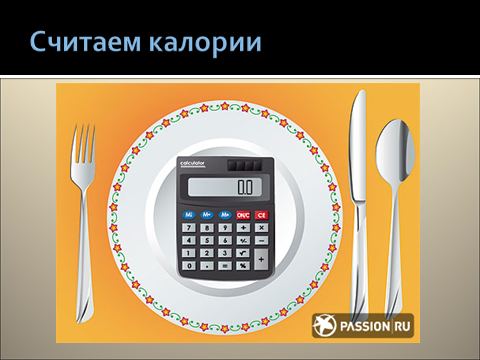 Считаем калории
calculator
0.0
M- M+ ON/C CE
7 8 9 + ×
4 5 6 - ÷
1 2 3
0 . +
PASSION RU